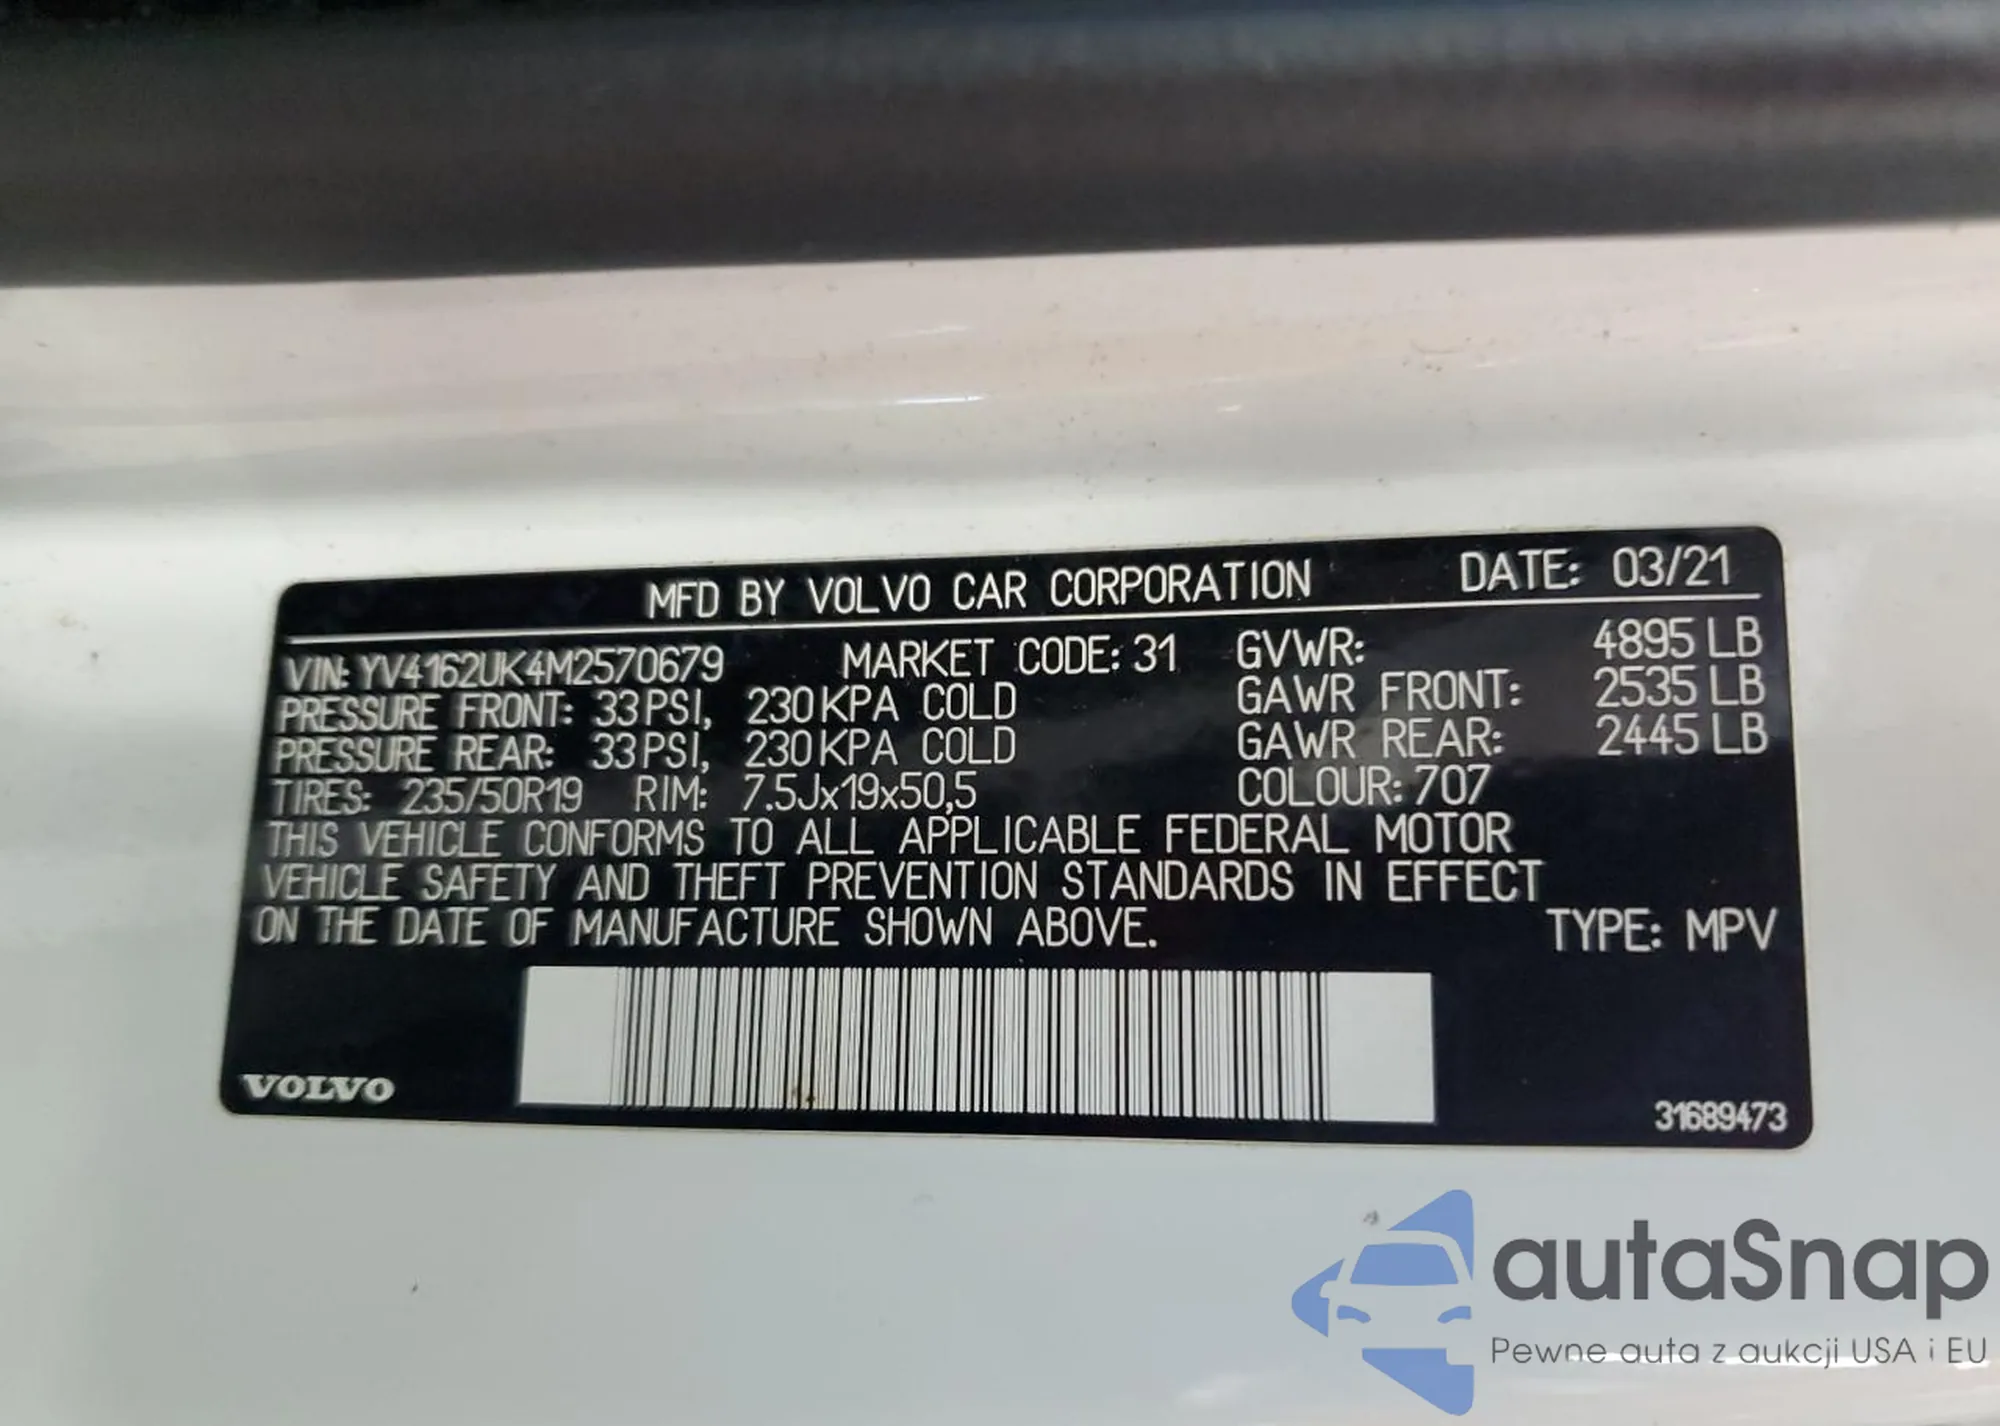 MFD BY VOLVO CAR CORPORATION DATE: 03/21
VIN: YV4162UK4M2570679 MARKET CODE: 31 GVWR: 4895 LB
PRESSURE FRONT: 33 PSI, 230 KPA COLD GAWR FRONT: 2535 LB
PRESSURE REAR: 33 PSI, 230 KPA COLD GAWR REAR: 2445 LB
TIRES: 235/50R19 RIM: 7.5Jx19x50,5 COLOUR: 707
THIS VEHICLE CONFORMS TO ALL APPLICABLE FEDERAL MOTOR
VEHICLE SAFETY AND THEFT PREVENTION STANDARDS IN EFFECT
ON THE DATE OF MANUFACTURE SHOWN ABOVE. TYPE: MPV
VOLVO
31689473
autaSnap
Pewne auta z aukcji USA i EU